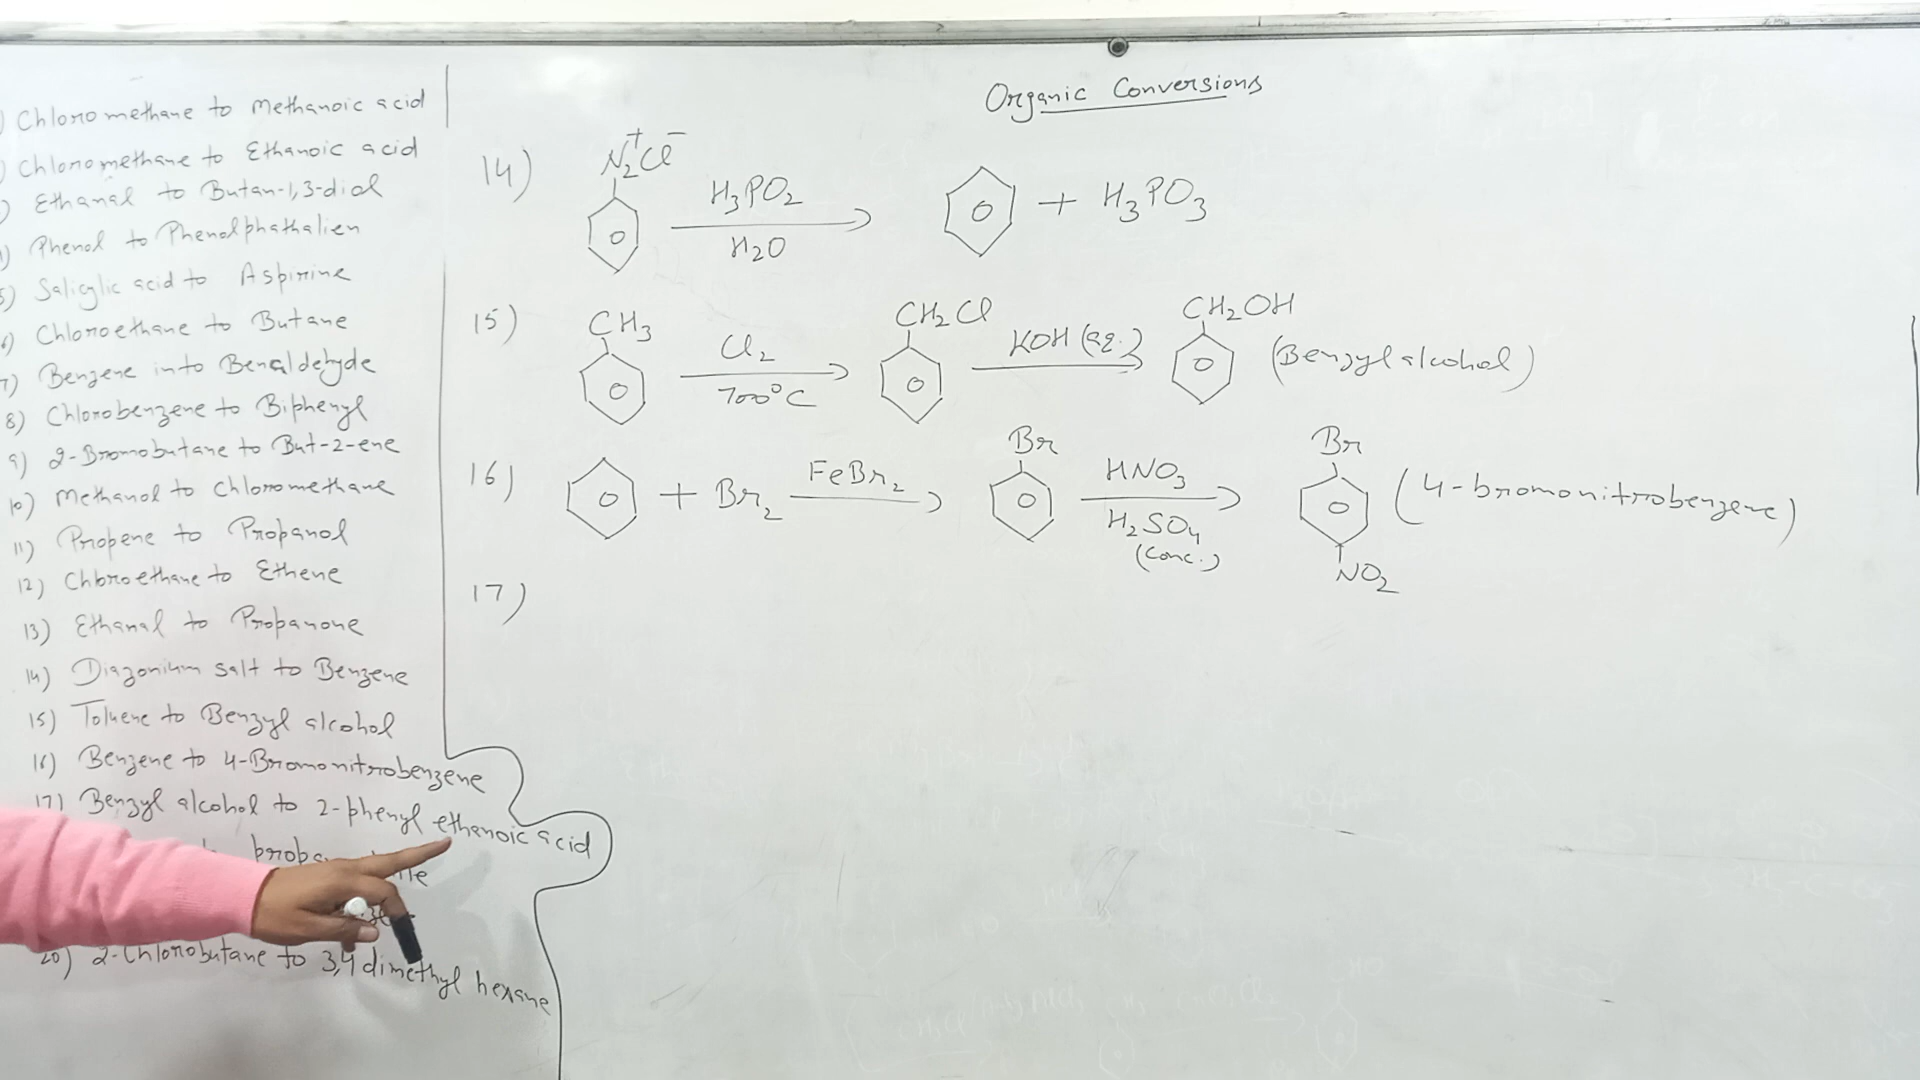 Organic Conversions
) Chloromethane to Methanoic acid
) Chloromethane to Ethanoic acid
) Ethanal to Butan-1,3-diol
) Phenol to Phenolphathalien
5) Salicylic acid to Aspirine
) Chloroethane to Butane
7) Benzene into Benaldehyde
8) Chlorobenzene to Biphenyl
9) 2-Bromobutane to But-2-ene
10) Methanol to Chloromethane
11) Propene to Propanol
12) Chloroethane to Ethene
13) Ethanal to Propanone
14) Diazonium salt to Benzene
15) Toluene to Benzyl alcohol
16) Benzene to 4-Bromonitrobenzene
17) Benzyl alcohol to 2-phenyl ethanoic acid
20) 2-Chlorobutane to 3,4 dimethyl hexane
14) N₂⁺Cl⁻ H₃PO₂ H₂O + H₃PO₃
15) CH₃ Cl₂ 700°C CH₂Cl KOH (aq.) CH₂OH (Benzyl alcohol)
16) + Br₂ FeBr₂ Br HNO₃ H₂SO₄ (conc.) Br NO₂ (4-bromonitrobenzene)
17)